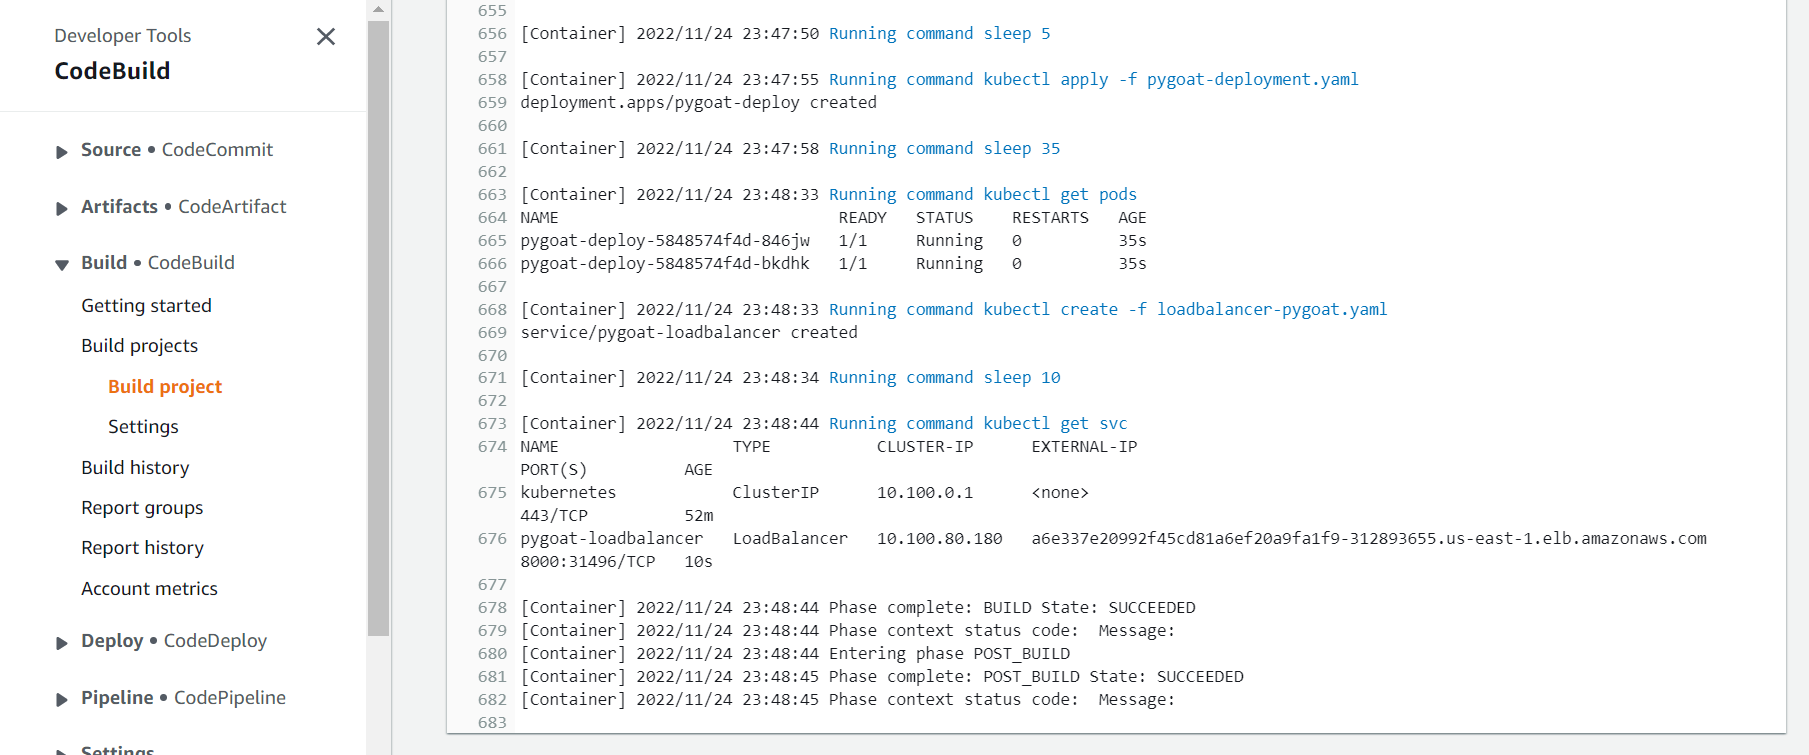 Developer Tools
CodeBuild
Source • CodeCommit
Artifacts • CodeArtifact
Build • CodeBuild
Getting started
Build projects
Build project
Settings
Build history
Report groups
Report history
Account metrics
Deploy • CodeDeploy
Pipeline • CodePipeline
Settings
655
656 [Container] 2022/11/24 23:47:50 Running command sleep 5
657
658 [Container] 2022/11/24 23:47:55 Running command kubectl apply -f pygoat-deployment.yaml
659 deployment.apps/pygoat-deploy created
660
661 [Container] 2022/11/24 23:47:58 Running command sleep 35
662
663 [Container] 2022/11/24 23:48:33 Running command kubectl get pods
664 NAME READY STATUS RESTARTS AGE
665 pygoat-deploy-5848574f4d-846jw 1/1 Running 0 35s
666 pygoat-deploy-5848574f4d-bkdhk 1/1 Running 0 35s
667
668 [Container] 2022/11/24 23:48:33 Running command kubectl create -f loadbalancer-pygoat.yaml
669 service/pygoat-loadbalancer created
670
671 [Container] 2022/11/24 23:48:34 Running command sleep 10
672
673 [Container] 2022/11/24 23:48:44 Running command kubectl get svc
674 NAME TYPE CLUSTER-IP EXTERNAL-IP
PORT(S) AGE
675 kubernetes ClusterIP 10.100.0.1 <none>
443/TCP 52m
676 pygoat-loadbalancer LoadBalancer 10.100.80.180 a6e337e20992f45cd81a6ef20a9fa1f9-312893655.us-east-1.elb.amazonaws.com
8000:31496/TCP 10s
677
678 [Container] 2022/11/24 23:48:44 Phase complete: BUILD State: SUCCEEDED
679 [Container] 2022/11/24 23:48:44 Phase context status code: Message:
680 [Container] 2022/11/24 23:48:44 Entering phase POST_BUILD
681 [Container] 2022/11/24 23:48:45 Phase complete: POST_BUILD State: SUCCEEDED
682 [Container] 2022/11/24 23:48:45 Phase context status code: Message:
683